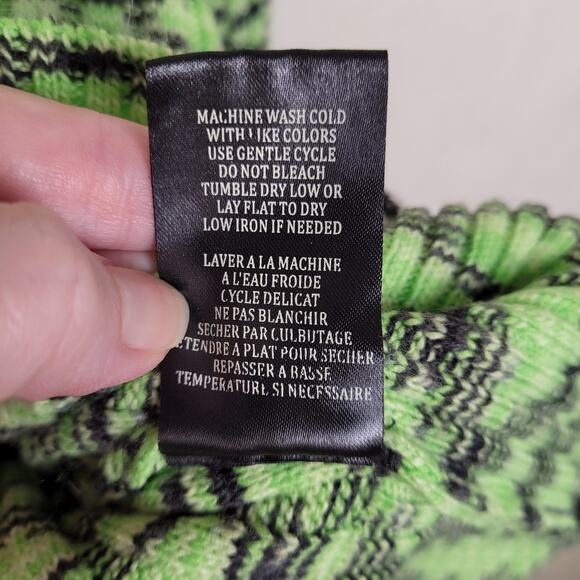 MACHINE WASH COLD
WITH LIKE COLORS
USE GENTLE CYCLE
DO NOT BLEACH
TUMBLE DRY LOW OR
LAY FLAT TO DRY
LOW IRON IF NEEDED
LAVER A LA MACHINE
A L'EAU FROIDE
CYCLE DELICAT
NE PAS BLANCHIR
SECHER PAR CULBUTAGE
ETENDRE A PLAT POUR SECHER
REPASSER A BASSE
TEMPERATURE SI NECESSAIRE